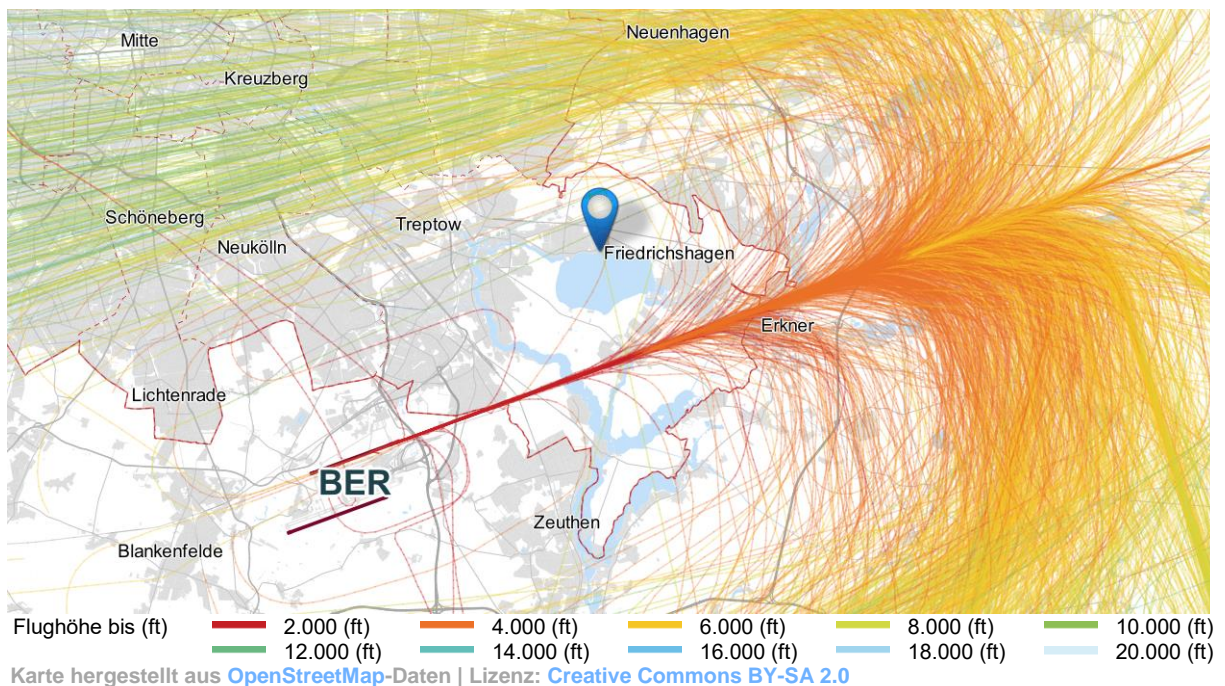 Mitte
Neuenhagen
Kreuzberg
Schöneberg
Treptow
Neukölln
Friedrichshagen
Erkner
Lichtenrade
BER
Zeuthen
Blankenfelde
Flughöhe bis (ft) 2.000 (ft) 4.000 (ft) 6.000 (ft) 8.000 (ft) 10.000 (ft)
12.000 (ft) 14.000 (ft) 16.000 (ft) 18.000 (ft) 20.000 (ft)
Karte hergestellt aus OpenStreetMap-Daten | Lizenz: Creative Commons BY-SA 2.0